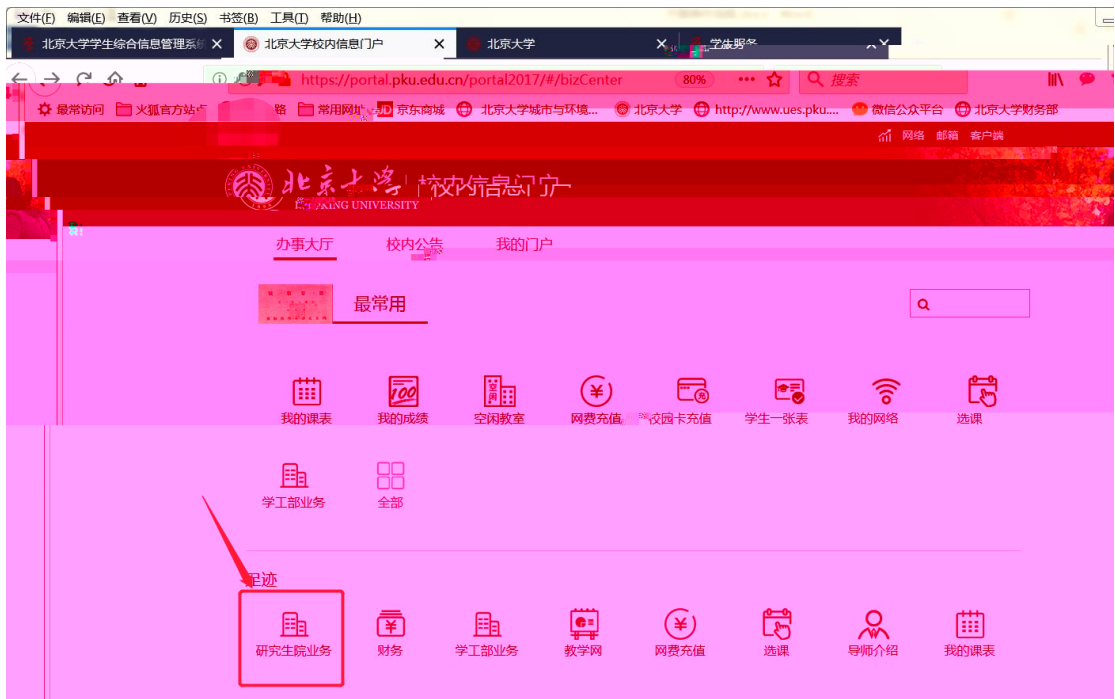 文件(F) 编辑(E) 查看(V) 历史(S) 书签(B) 工具(T) 帮助(H)
北京大学学生综合信息管理系统 × 北京大学校内信息门户 × 北京大学 ×
https://portal.pku.edu.cn/portal2017/#/bizCenter 80% ••• 搜索
最常访问 火狐官方站点 常用网址 JD 京东商城 北京大学城市与环境... 北京大学 http://www.ues.pku.... 微信公众平台 北京大学财务部
网络 邮箱 客户端
北京大学 校内信息门户
UNIVERSITY
办事大厅 校内公告 我的门户
最常用
我的课表 我的成绩 空闲教室 网费充值 校园卡充值 学生一张表 我的网络 选课
学工部业务 全部
足迹
研究生院业务 财务 学工部业务 教学网 网费充值 选课 导师介绍 我的课表